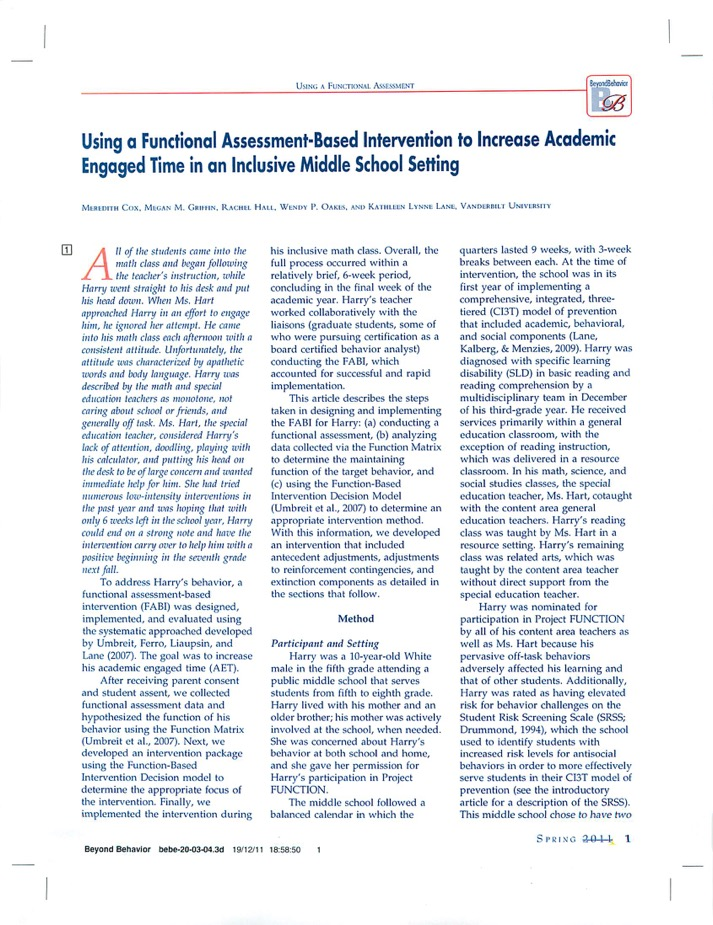 USING A FUNCTIONAL ASSESSMENT
BeyondBehavior
B
Using a Functional Assessment-Based Intervention to Increase Academic
Engaged Time in an Inclusive Middle School Setting
MEREDITH COX, MEGAN M. GRIFFIN, RACHEL HALL, WENDY P. OAKES, AND KATHLEEN LYNNE LANE, VANDERBILT UNIVERSITY
1
All of the students came into the
math class and began following
the teacher's instruction, while
Harry went straight to his desk and put
his head down. When Ms. Hart
approached Harry in an effort to engage
him, he ignored her attempt. He came
into his math class each afternoon with a
consistent attitude. Unfortunately, the
attitude was characterized by apathetic
words and body language. Harry was
described by the math and special
education teachers as monotone, not
caring about school or friends, and
generally off task. Ms. Hart, the special
education teacher, considered Harry's
lack of attention, doodling, playing with
his calculator, and putting his head on
the desk to be of large concern and wanted
immediate help for him. She had tried
numerous low-intensity interventions in
the past year and was hoping that with
only 6 weeks left in the school year, Harry
could end on a strong note and have the
intervention carry over to help him with a
positive beginning in the seventh grade
next fall.
To address Harry's behavior, a
functional assessment-based
intervention (FABI) was designed,
implemented, and evaluated using
the systematic approached developed
by Umbreit, Ferro, Liaupsin, and
Lane (2007). The goal was to increase
his academic engaged time (AET).
After receiving parent consent
and student assent, we collected
functional assessment data and
hypothesized the function of his
behavior using the Function Matrix
(Umbreit et al., 2007). Next, we
developed an intervention package
using the Function-Based
Intervention Decision model to
determine the appropriate focus of
the intervention. Finally, we
implemented the intervention during
his inclusive math class. Overall, the
full process occurred within a
relatively brief, 6-week period,
concluding in the final week of the
academic year. Harry's teacher
worked collaboratively with the
liaisons (graduate students, some of
who were pursuing certification as a
board certified behavior analyst)
conducting the FABI, which
accounted for successful and rapid
implementation.
This article describes the steps
taken in designing and implementing
the FABI for Harry: (a) conducting a
functional assessment, (b) analyzing
data collected via the Function Matrix
to determine the maintaining
function of the target behavior, and
(c) using the Function-Based
Intervention Decision Model
(Umbreit et al., 2007) to determine an
appropriate intervention method.
With this information, we developed
an intervention that included
antecedent adjustments, adjustments
to reinforcement contingencies, and
extinction components as detailed in
the sections that follow.
Method
Participant and Setting
Harry was a 10-year-old White
male in the fifth grade attending a
public middle school that serves
students from fifth to eighth grade.
Harry lived with his mother and an
older brother; his mother was actively
involved at the school, when needed.
She was concerned about Harry's
behavior at both school and home,
and she gave her permission for
Harry's participation in Project
FUNCTION.
The middle school followed a
balanced calendar in which the
quarters lasted 9 weeks, with 3-week
breaks between each. At the time of
intervention, the school was in its
first year of implementing a
comprehensive, integrated, three-
tiered (CI3T) model of prevention
that included academic, behavioral,
and social components (Lane,
Kalberg, & Menzies, 2009). Harry was
diagnosed with specific learning
disability (SLD) in basic reading and
reading comprehension by a
multidisciplinary team in December
of his third-grade year. He received
services primarily within a general
education classroom, with the
exception of reading instruction,
which was delivered in a resource
classroom. In his math, science, and
social studies classes, the special
education teacher, Ms. Hart, cotaught
with the content area general
education teachers. Harry's reading
class was taught by Ms. Hart in a
resource setting. Harry's remaining
class was related arts, which was
taught by the content area teacher
without direct support from the
special education teacher.
Harry was nominated for
participation in Project FUNCTION
by all of his content area teachers as
well as Ms. Hart because his
pervasive off-task behaviors
adversely affected his learning and
that of other students. Additionally,
Harry was rated as having elevated
risk for behavior challenges on the
Student Risk Screening Scale (SRSS;
Drummond, 1994), which the school
used to identify students with
increased risk levels for antisocial
behaviors in order to more effectively
serve students in their CI3T model of
prevention (see the introductory
article for a description of the SRSS).
This middle school chose to have two
SPRING 2011 1
Beyond Behavior bebe-20-03-04.3d 19/12/11 18:58:50 1